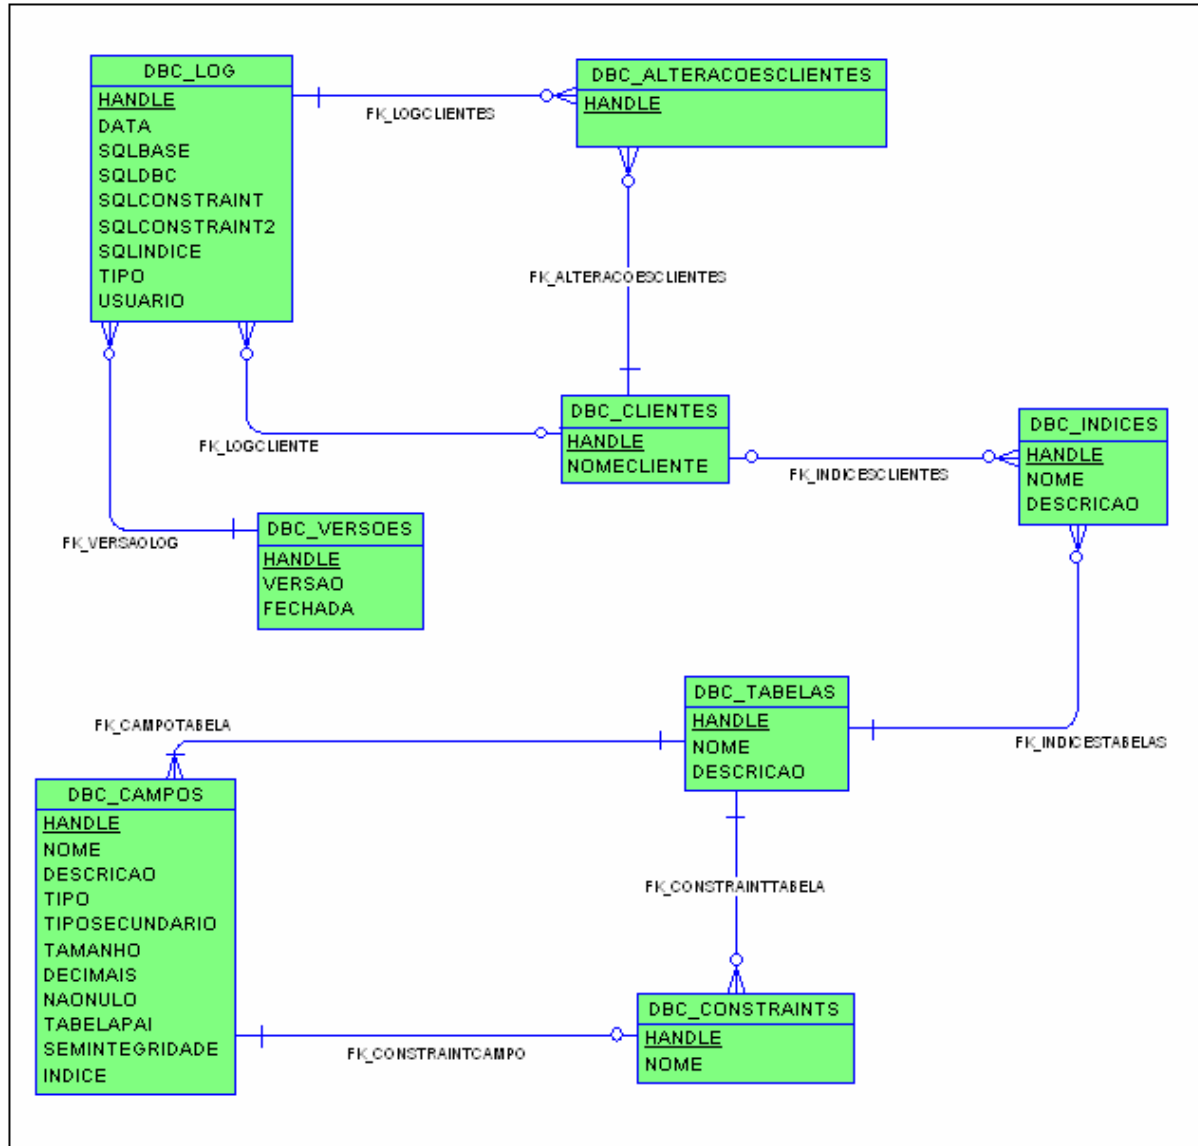 DBC_LOG
HANDLE
DATA
SQLBASE
SQLDBC
SQLCONSTRAINT
SQLCONSTRAINT2
SQLINDICE
TIPO
USUARIO
FK_LOGCLIENTES
DBC_ALTERACOESCLIENTES
HANDLE
FK_ALTERACOESCLIENTES
FK_LOGCLIENTE
DBC_CLIENTES
HANDLE
NOMECLIENTE
FK_INDICESCLIENTES
DBC_INDICES
HANDLE
NOME
DESCRICAO
FK_VERSAOLOG
DBC_VERSOES
HANDLE
VERSAO
FECHADA
FK_CAMPOTABELA
DBC_TABELAS
HANDLE
NOME
DESCRICAO
FK_INDICESTABELAS
DBC_CAMPOS
HANDLE
NOME
DESCRICAO
TIPO
TIPOSECUNDARIO
TAMANHO
DECIMAIS
NAONULO
TABELAPAI
SEMINTEGRIDADE
INDICE
FK_CONSTRAINTTABELA
FK_CONSTRAINTCAMPO
DBC_CONSTRAINTS
HANDLE
NOME